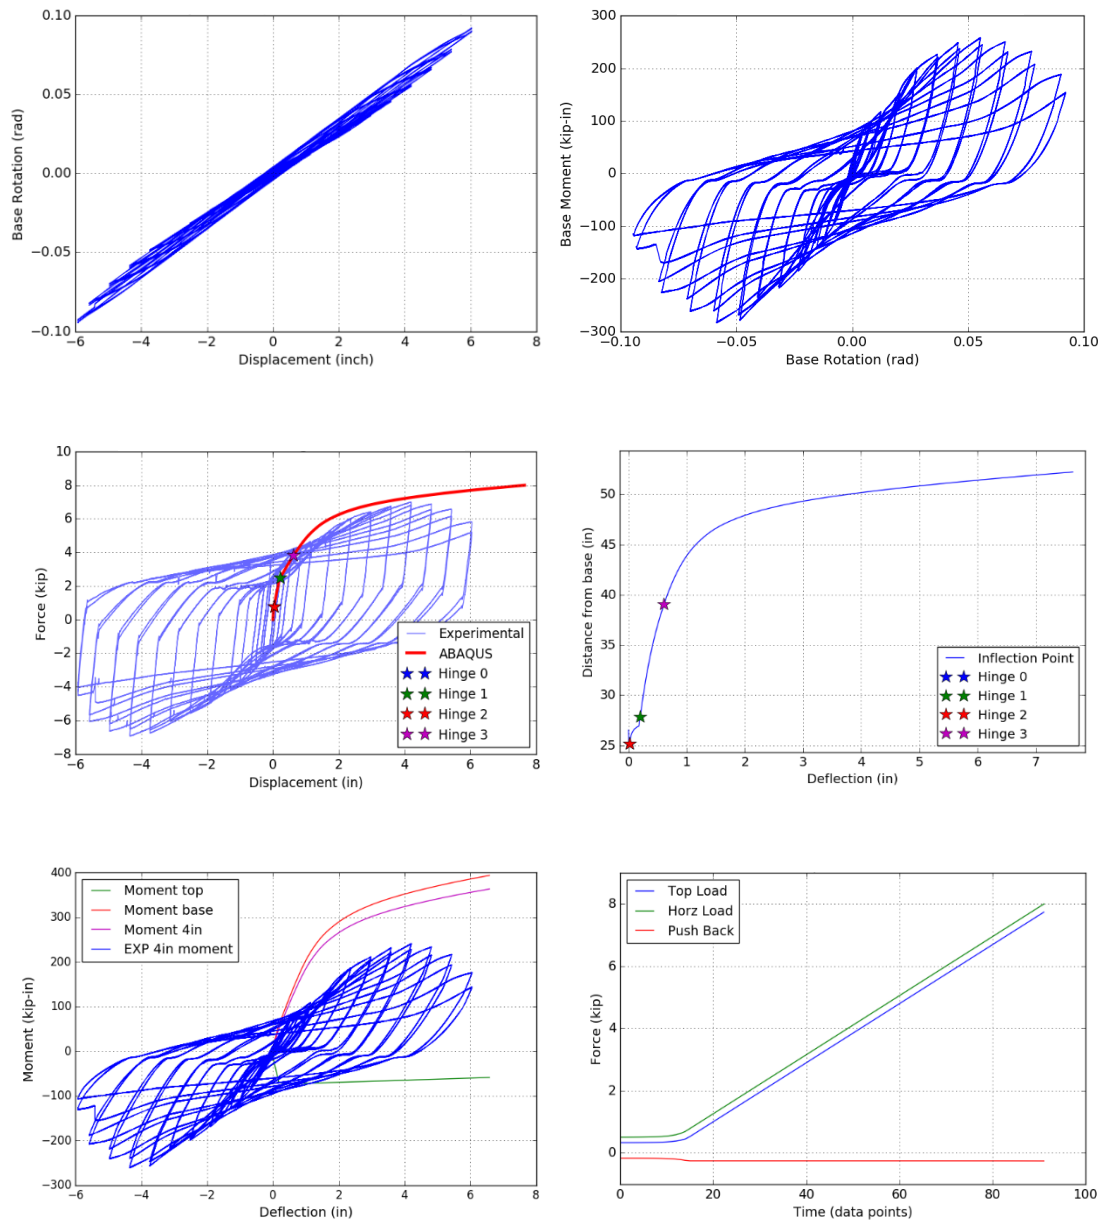 0.10
0.05
0.00
−0.05
−0.10
Base Rotation (rad)
−6 −4 −2 0 2 4 6 8
Displacement (inch)
300
200
100
0
−100
−200
−300
Base Moment (kip-in)
−0.10 −0.05 0.00 0.05 0.10
Base Rotation (rad)
10
8
6
4
2
0
−2
−4
−6
−8
Force (kip)
Experimental
ABAQUS
Hinge 0
Hinge 1
Hinge 2
Hinge 3
−6 −4 −2 0 2 4 6 8
Displacement (in)
50
45
40
35
30
25
Distance from base (in)
Inflection Point
Hinge 0
Hinge 1
Hinge 2
Hinge 3
0 1 2 3 4 5 6 7
Deflection (in)
400
300
200
100
0
−100
−200
−300
Moment (kip-in)
Moment top
Moment base
Moment 4in
EXP 4in moment
−6 −4 −2 0 2 4 6 8
Deflection (in)
8
6
4
2
0
Force (kip)
Top Load
Horz Load
Push Back
0 20 40 60 80 100
Time (data points)